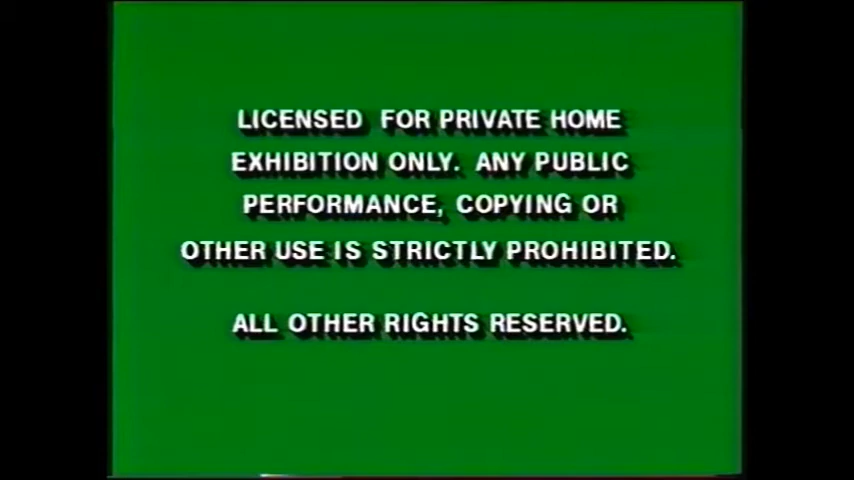 LICENSED FOR PRIVATE HOME
EXHIBITION ONLY. ANY PUBLIC
PERFORMANCE, COPYING OR
OTHER USE IS STRICTLY PROHIBITED.
ALL OTHER RIGHTS RESERVED.